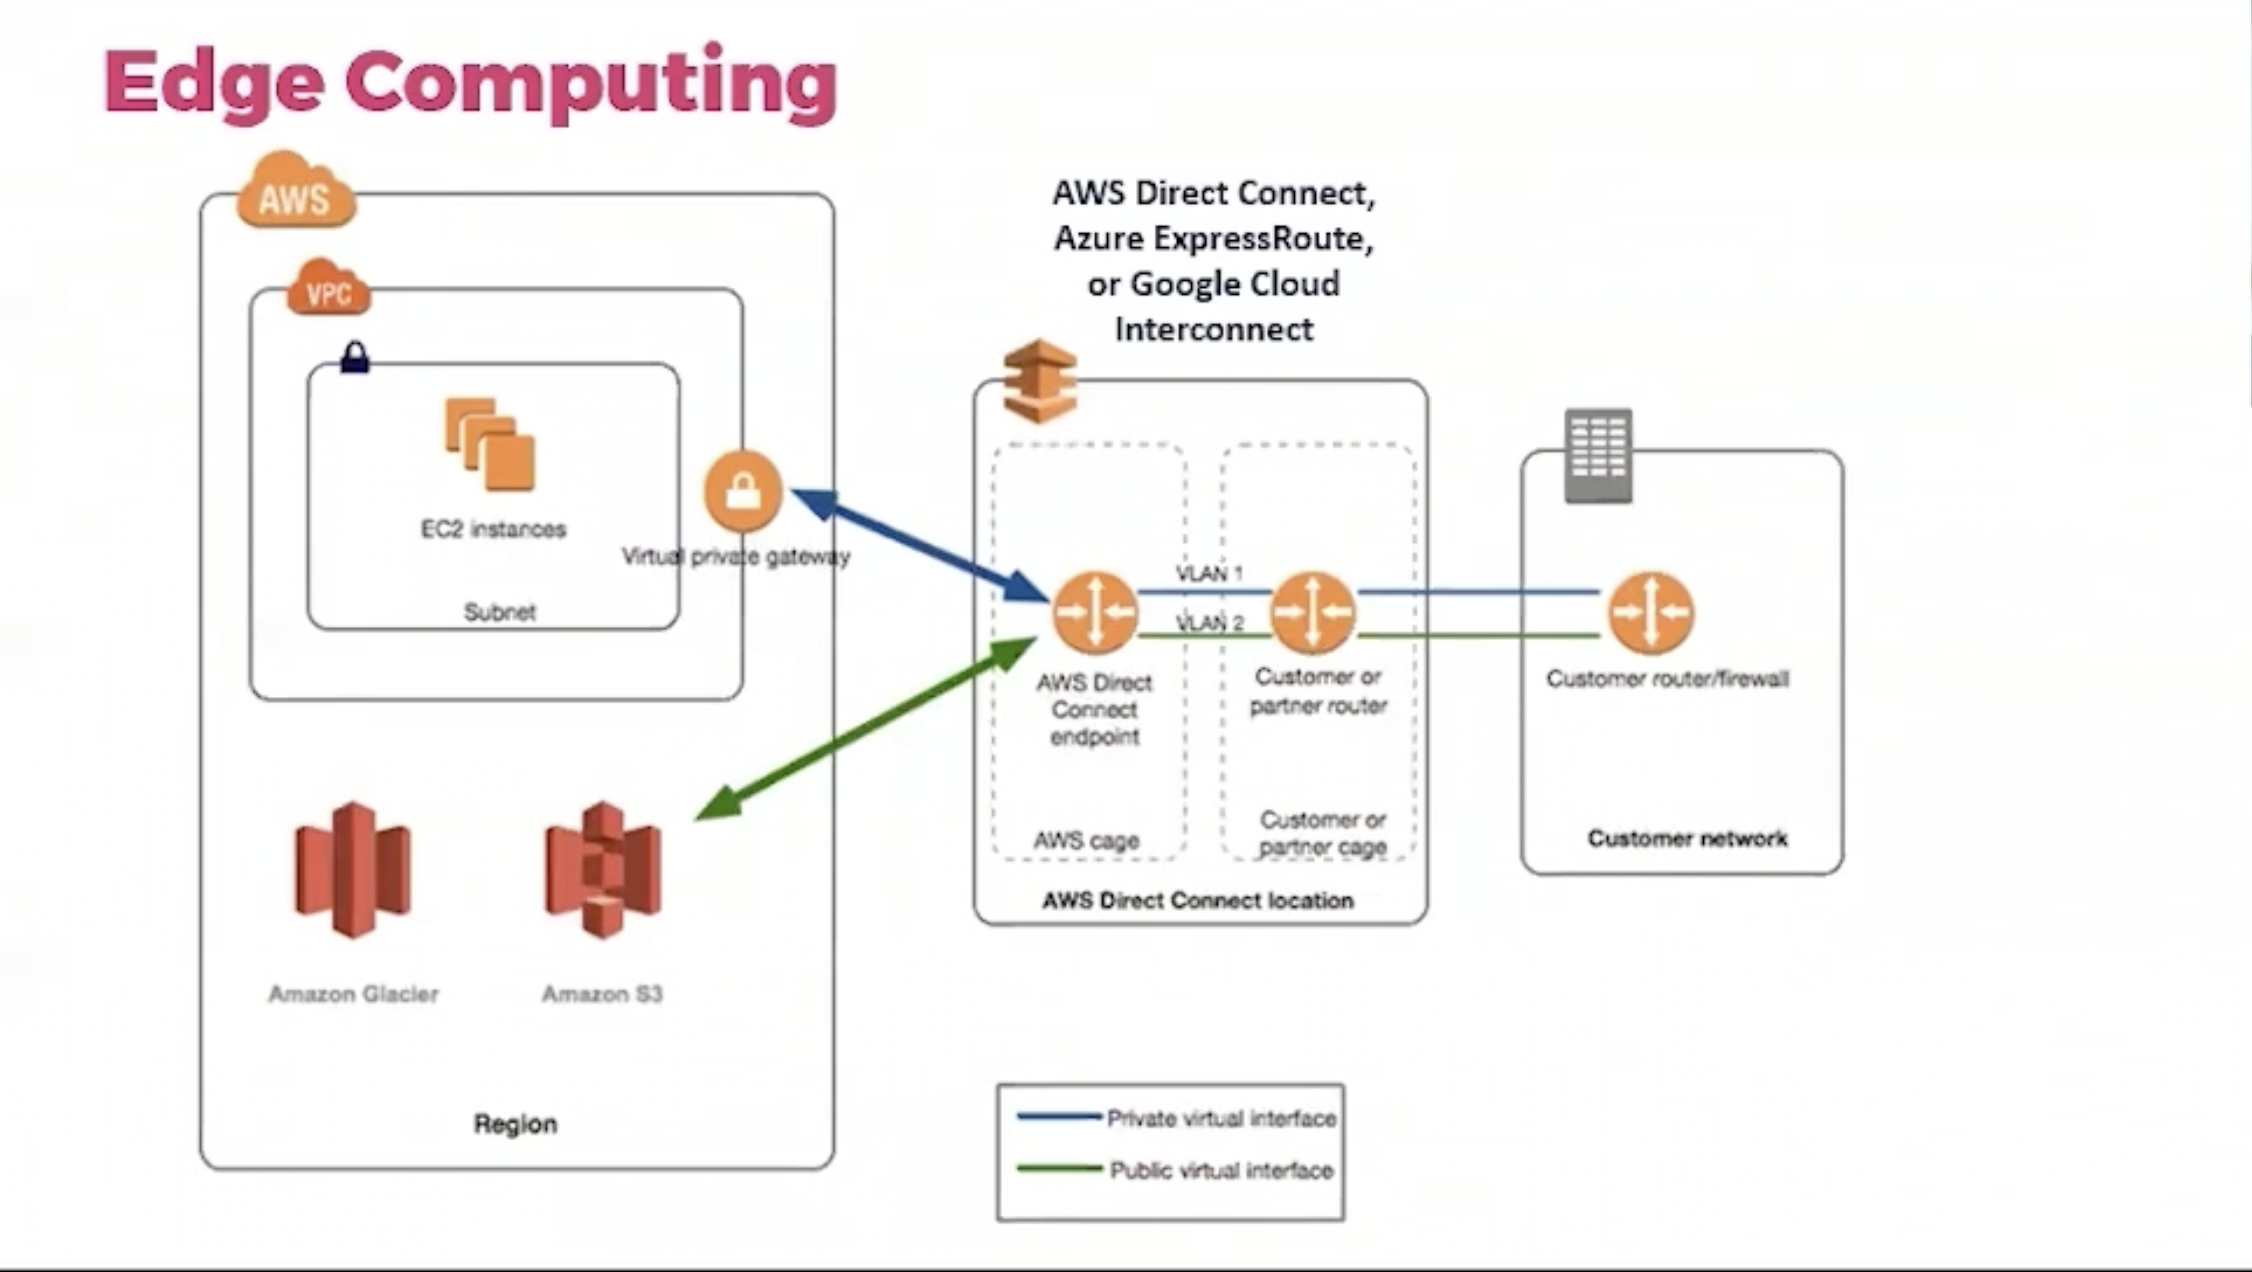 Edge Computing
AWS
VPC
EC2 instances
Virtual private gateway
Subnet
Amazon Glacier
Amazon S3
Region
AWS Direct Connect,
Azure ExpressRoute,
or Google Cloud
Interconnect
VLAN 1
VLAN 2
AWS Direct
Connect
endpoint
AWS cage
Customer or
partner router
Customer or
partner cage
AWS Direct Connect location
Customer router/firewall
Customer network
Private virtual interface
Public virtual interface